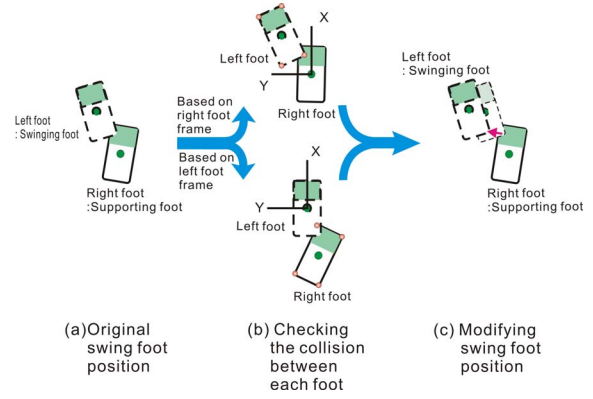 Left foot
: Swinging foot
Right foot
:Supporting foot
Based on
right foot
frame
Based on
left foot
frame
X
Left foot
Y
Right foot
X
Y
Left foot
Right foot
Left foot
: Swinging foot
Right foot
:Supporting foot
(a)Original
swing foot
position
(b) Checking
the collision
between
each foot
(c) Modifying
swing foot
position